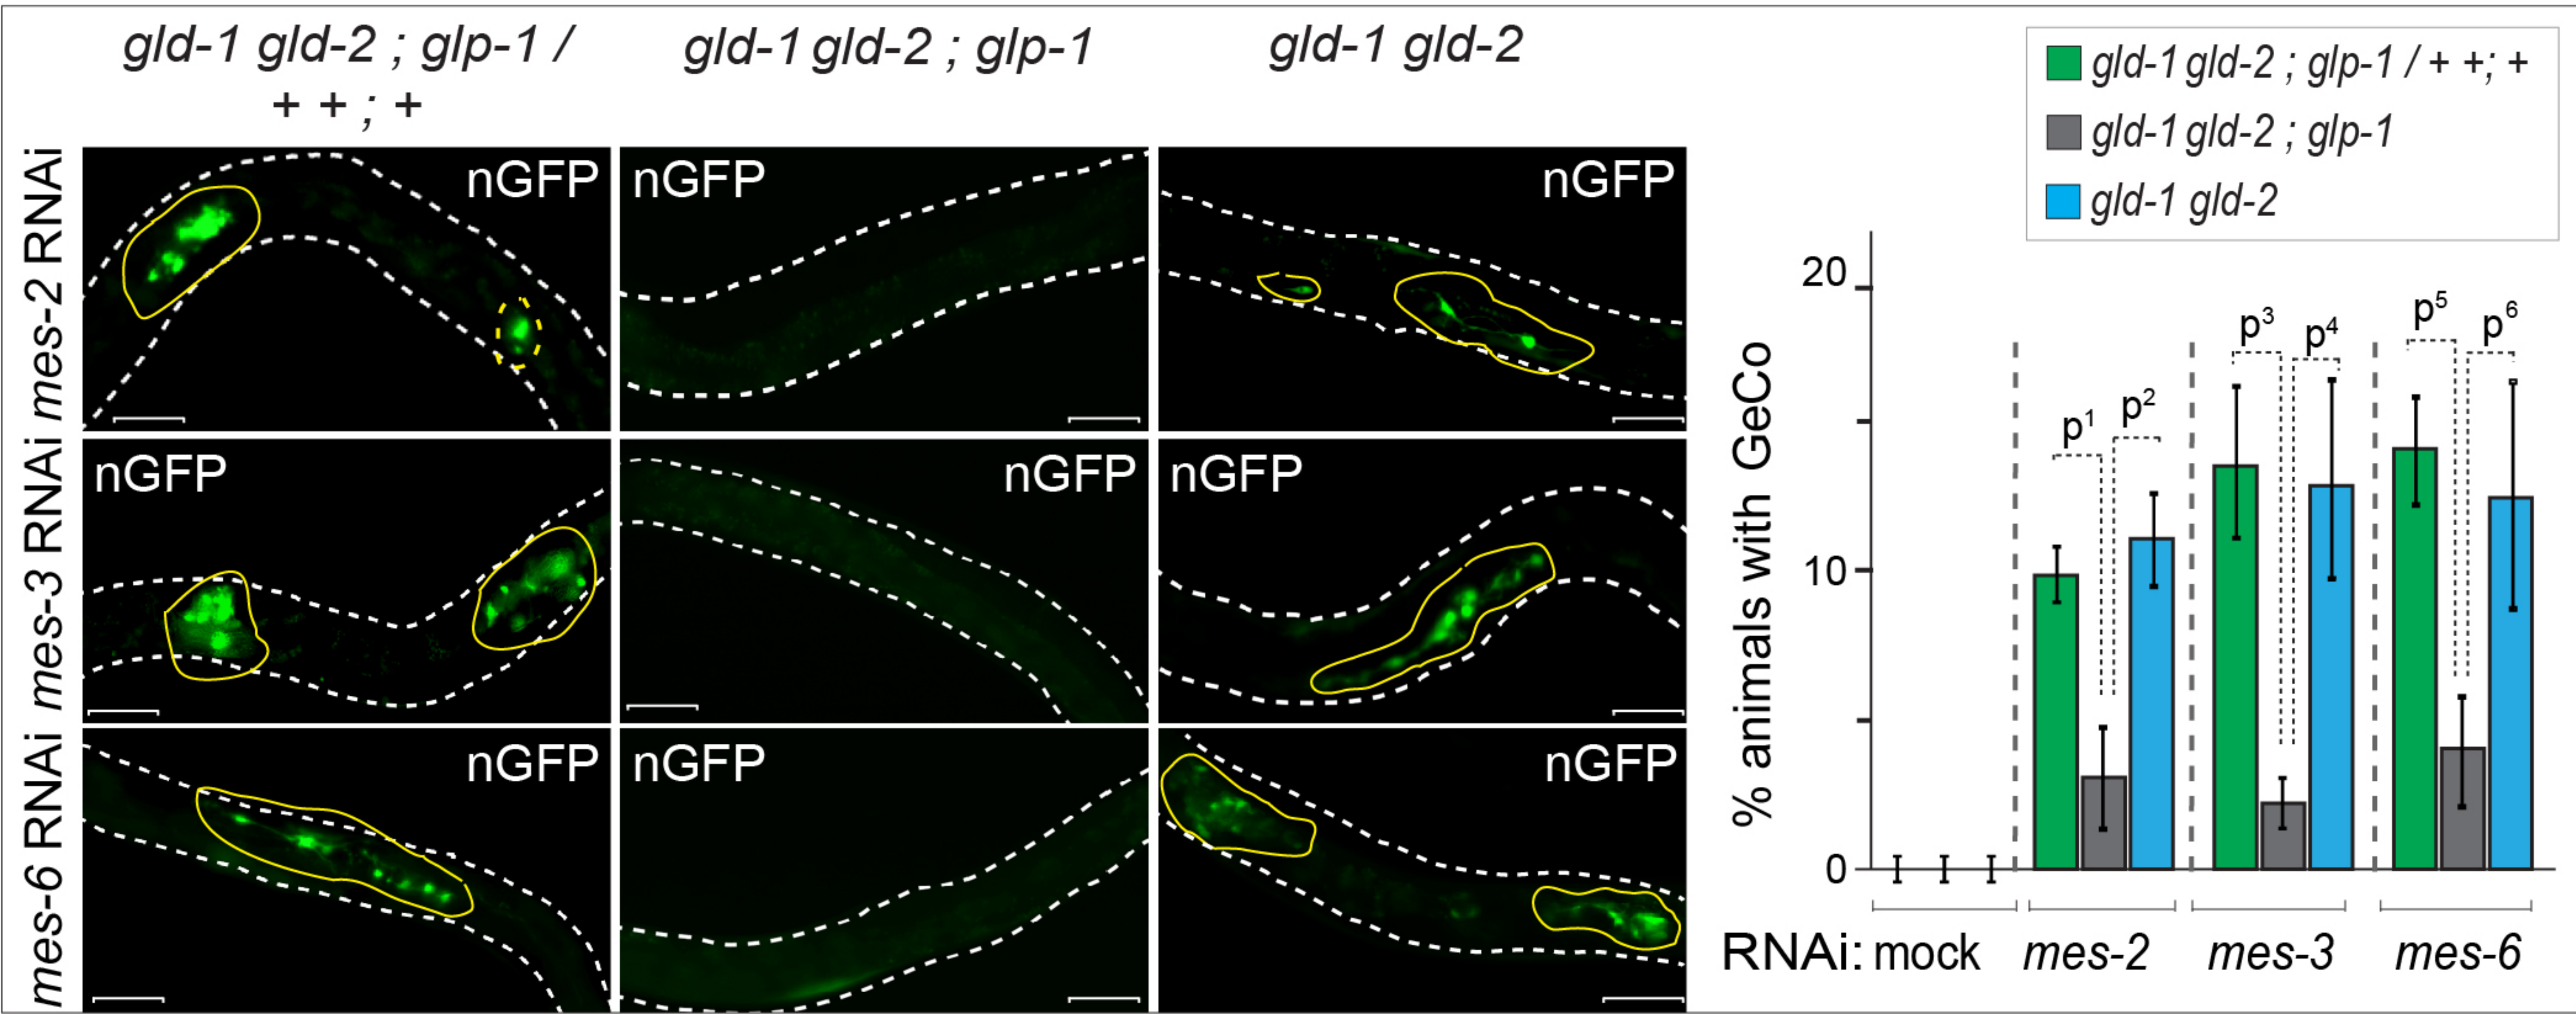 gld-1 gld-2 ; glp-1 /
+ + ; +
gld-1 gld-2 ; glp-1
gld-1 gld-2
mes-2 RNAi
nGFP
nGFP
nGFP
mes-3 RNAi
nGFP
nGFP
nGFP
mes-6 RNAi
nGFP
nGFP
nGFP
gld-1 gld-2 ; glp-1 / + +; +
gld-1 gld-2 ; glp-1
gld-1 gld-2
% animals with GeCo
20
10
0
p1
p2
p3
p4
p5
p6
RNAi: mock mes-2 mes-3 mes-6